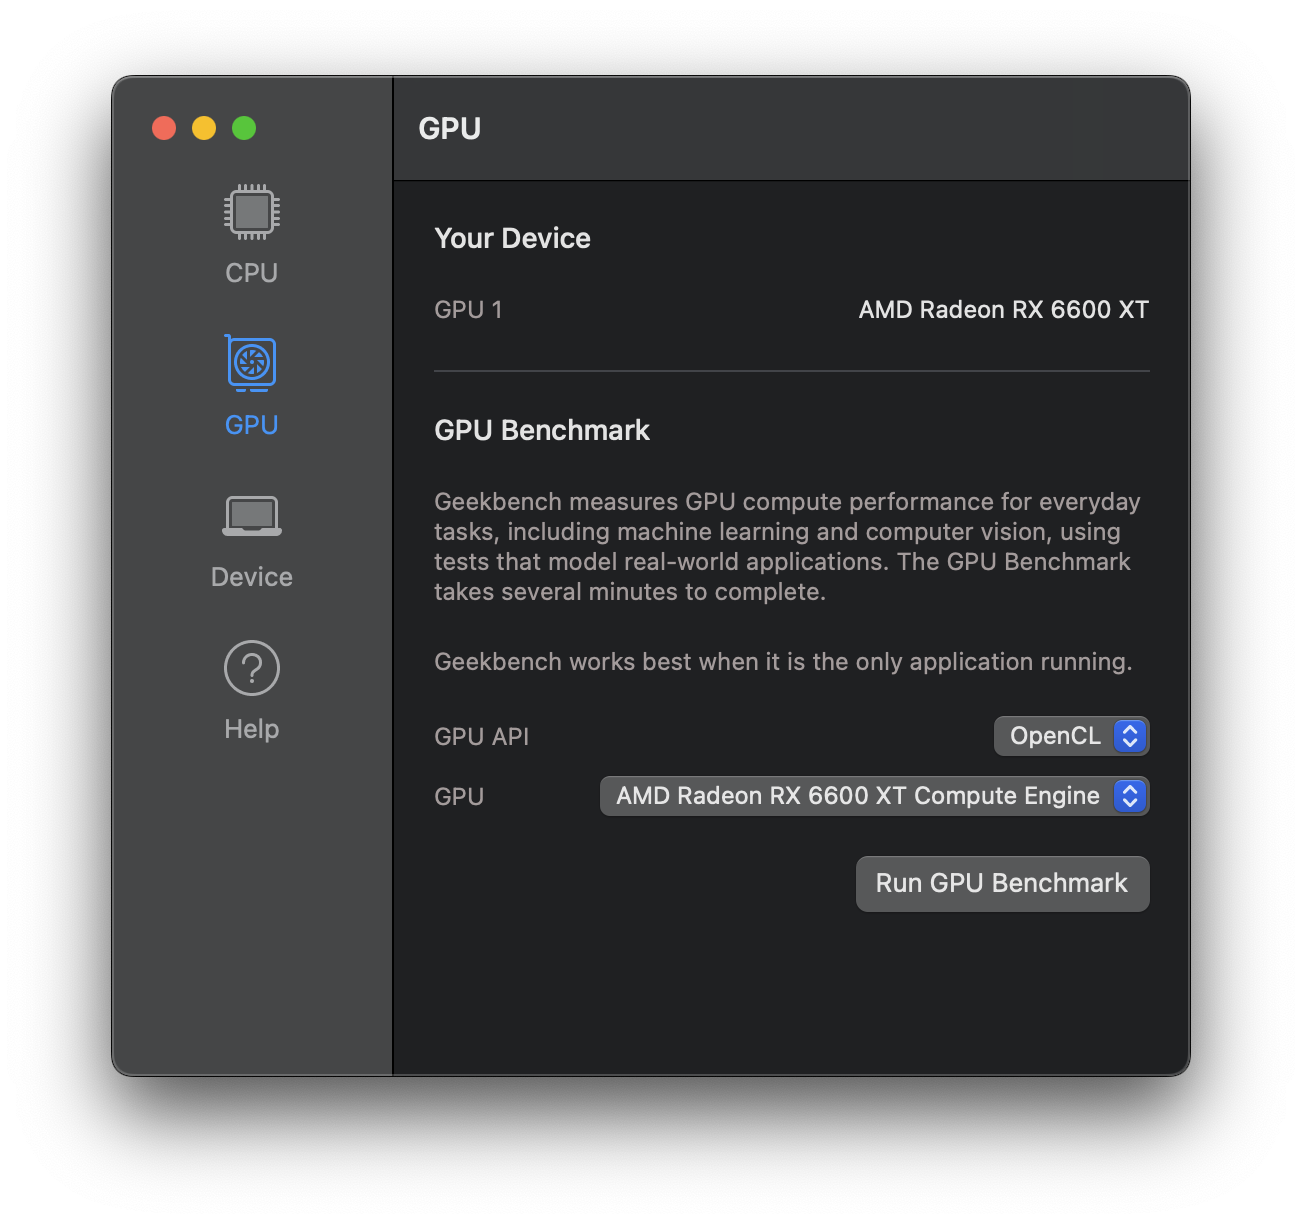 GPU
CPU
GPU
Device
Help
Your Device
GPU 1 AMD Radeon RX 6600 XT
GPU Benchmark
Geekbench measures GPU compute performance for everyday
tasks, including machine learning and computer vision, using
tests that model real-world applications. The GPU Benchmark
takes several minutes to complete.
Geekbench works best when it is the only application running.
GPU API OpenCL
GPU AMD Radeon RX 6600 XT Compute Engine
Run GPU Benchmark